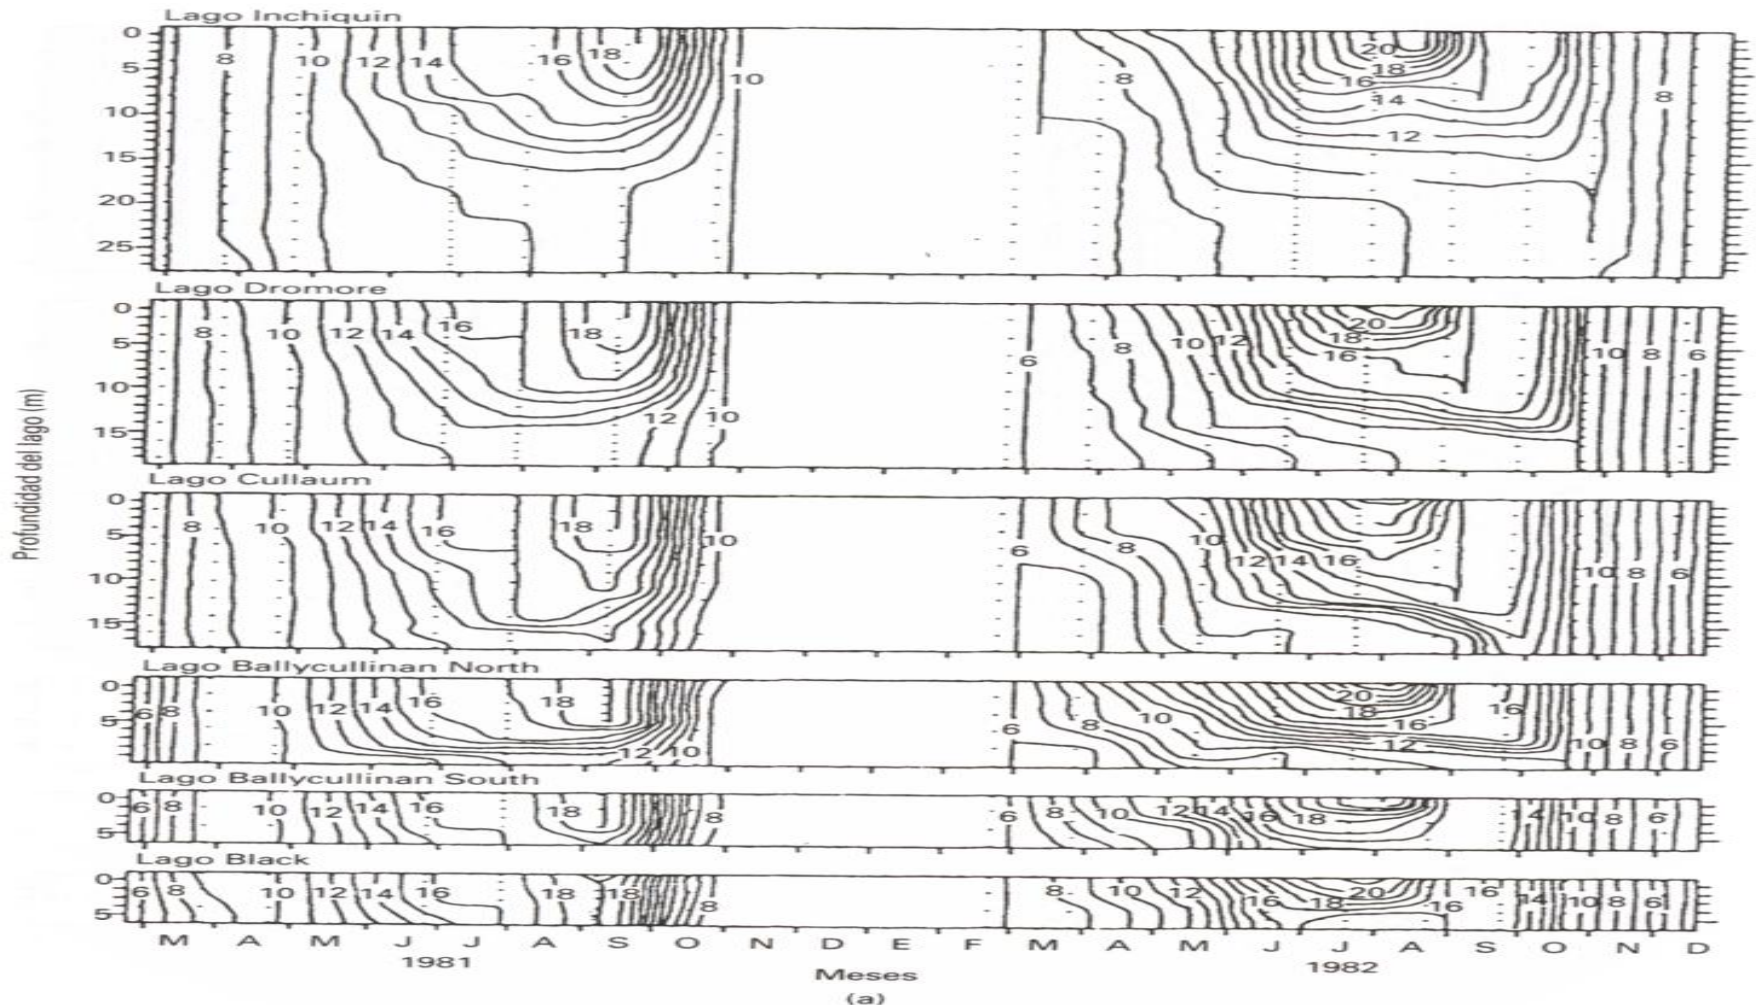 Lago Inchiquin
0
8 10 12 14 16 18 20
5
18
16
10 8 8
10
14
12
15
20
25
Lago Dromore
0
16 18 20
8 10 12 14 18
5
10 12 8 16 6 10 8 6
10
12 10
15
Lago Cullaum
0
8 10 12 14 16 18
5
10 6 8 10
12 14 16 10 8 6
10
15
Lago Ballycullinan North
0
16 18 20
6 8 10 12 14 18 16
5
6 8 10 16
12 10 12 10 8 6
Lago Ballycullinan South
0
6 8 10 12 14 16 18 8 6 8 10 12 14 16 18 14 10 8 6
5
Lago Black
0
6 8 10 12 14 16 18 18 8 8 10 12 16 18 20 16 16 14 10 8 6
5
Profundidad del lago (m)
M A M J J A S O N D E F M A M J J A S O N D
1981 1982
Meses
(a)